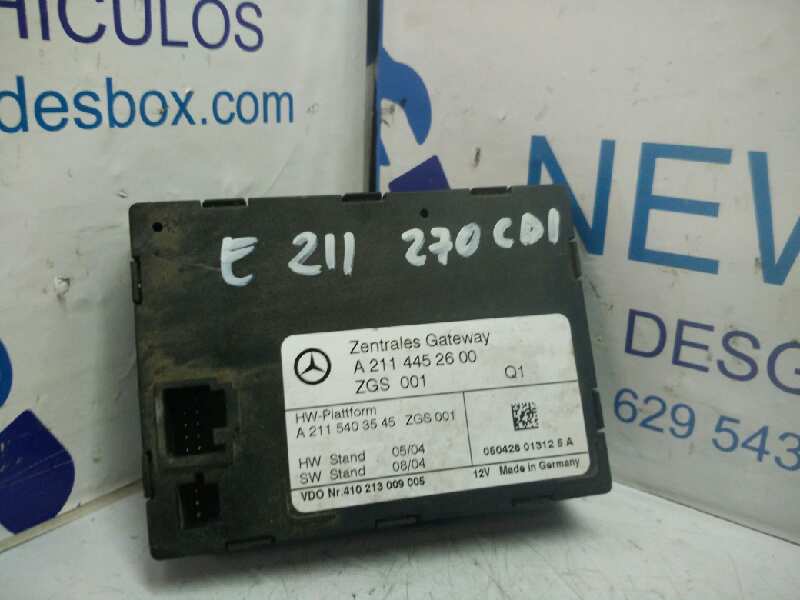 HICULOS
desbox.com
NEW
DESG
629 543
E 211 270 CDI
Zentrales Gateway
A 211 445 26 00
ZGS 001 Q1
HW-Plattform
A 211 540 35 45 ZGS 001
HW Stand 05/04
SW Stand 08/04
050426 01312 5 A
VDO Nr.410 213 009 005 12V Made in Germany